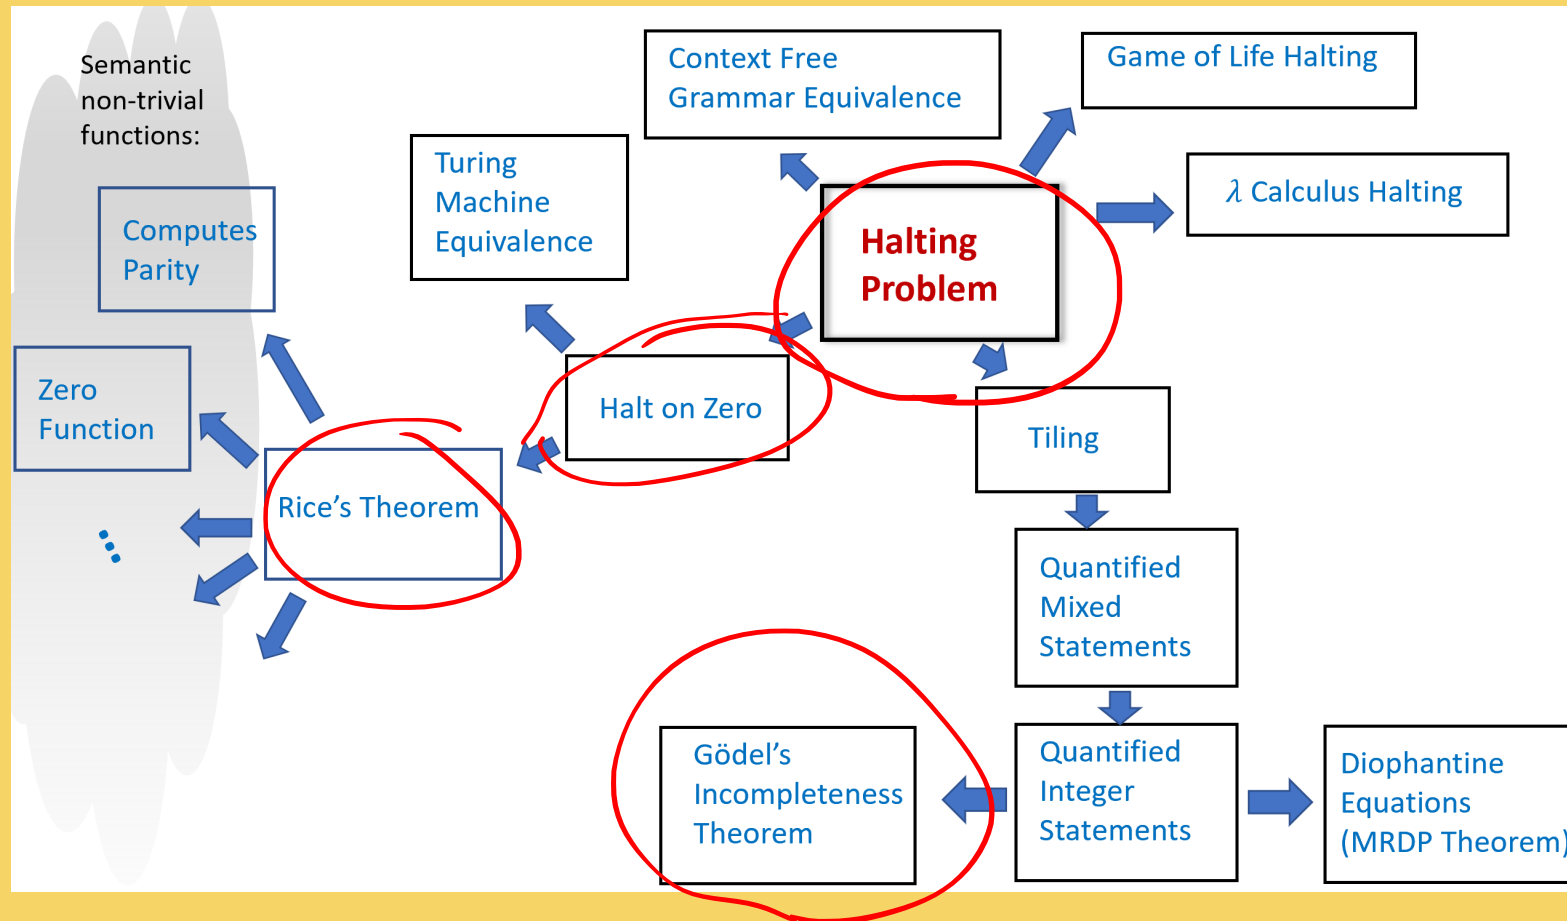 Semantic
non-trivial
functions:
Computes
Parity
Zero
Function
Rice’s Theorem
Turing
Machine
Equivalence
Halt on Zero
Context Free
Grammar Equivalence
Game of Life Halting
λ Calculus Halting
Halting
Problem
Tiling
Quantified
Mixed
Statements
Quantified
Integer
Statements
Gödel’s
Incompleteness
Theorem
Diophantine
Equations
(MRDP Theorem)